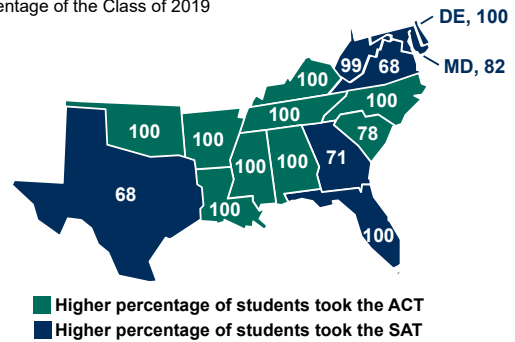 entage of the Class of 2019
DE, 100
99
68
MD, 82
100
100
100
78
100
100
71
100
100
68
100
100
Higher percentage of students took the ACT
Higher percentage of students took the SAT